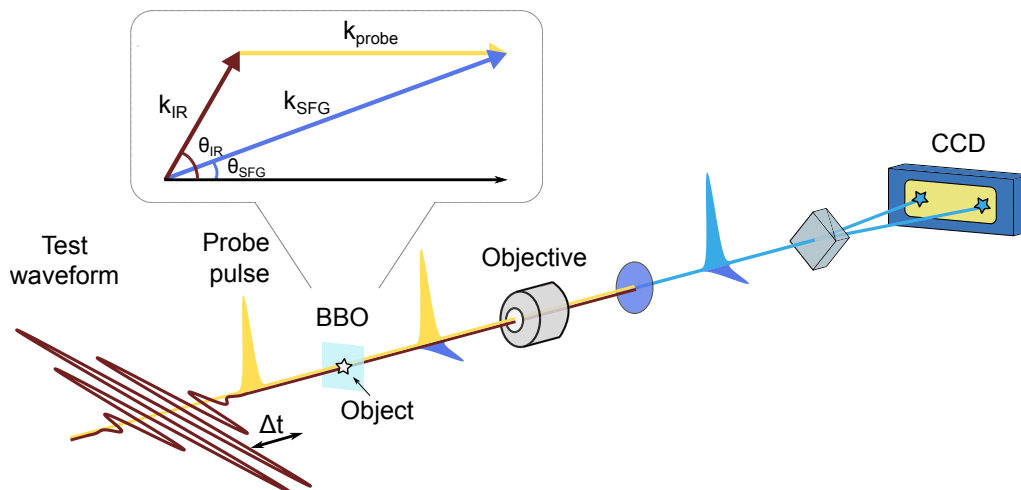 k_probe
k_IR
k_SFG
θ_IR
θ_SFG
CCD
Test
waveform
Probe
pulse
Objective
BBO
Object
Δt